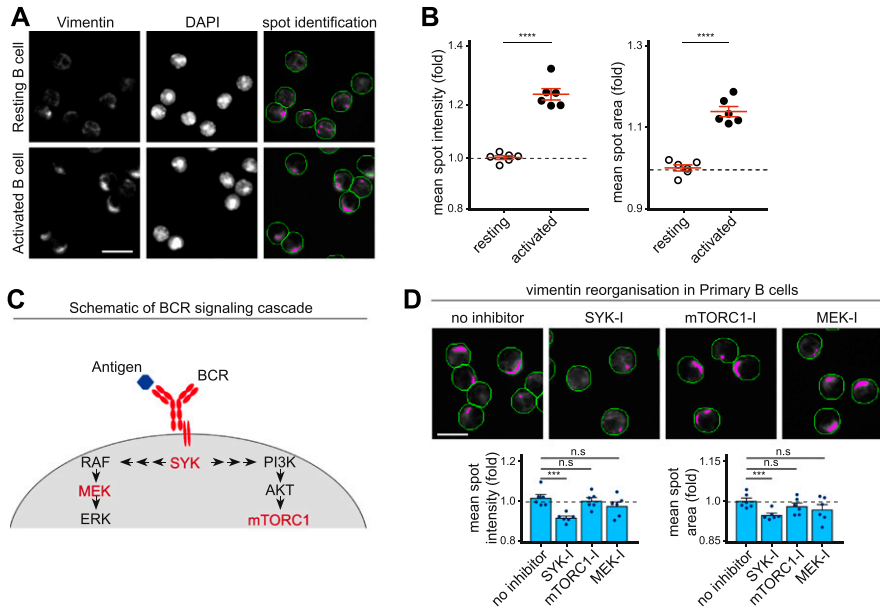 A
Vimentin
DAPI
spot identification
Resting B cell
Activated B cell
B
mean spot intensity (fold)
1.4
1.2
1.0
0.8
****
resting
activated
mean spot area (fold)
1.3
1.1
0.9
****
resting
activated
C
Schematic of BCR signaling cascade
Antigen
BCR
RAF
SYK
PI3K
MEK
AKT
ERK
mTORC1
D
vimentin reorganisation in Primary B cells
no inhibitor
SYK-I
mTORC1-I
MEK-I
mean spot
intensity (fold)
1.2
1.0
0.8
n.s
n.s
***
no inhibitor
SYK-I
mTORC1-I
MEK-I
mean spot
area (fold)
1.15
1.0
0.85
n.s
n.s
***
no inhibitor
SYK-I
mTORC1-I
MEK-I